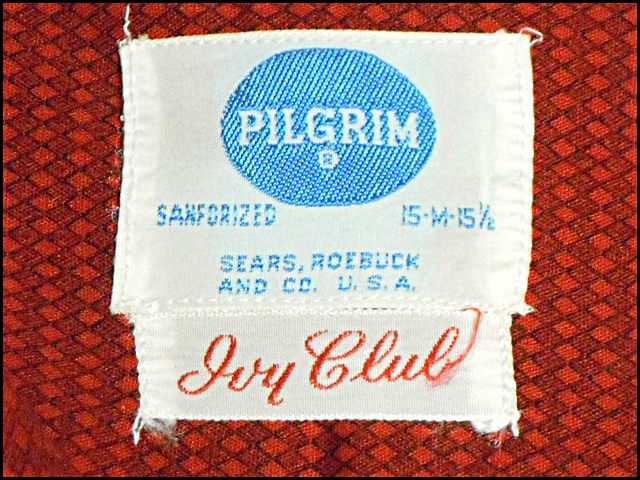 PILGRIM
®
SANFORIZED 15-M-15½
SEARS, ROEBUCK
AND CO. U.S.A.
Ivy Club